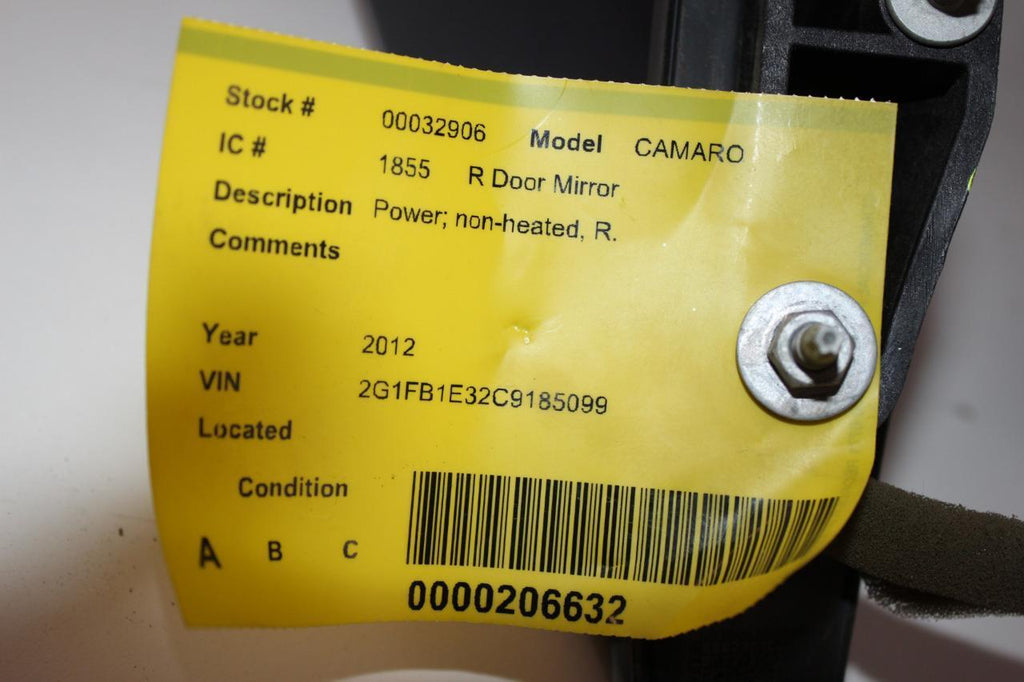 Stock # 00032906 Model CAMARO
IC # 1855 R Door Mirror
Description Power; non-heated, R.
Comments
Year 2012
VIN 2G1FB1E32C9185099
Located
Condition
A B C
0000206632